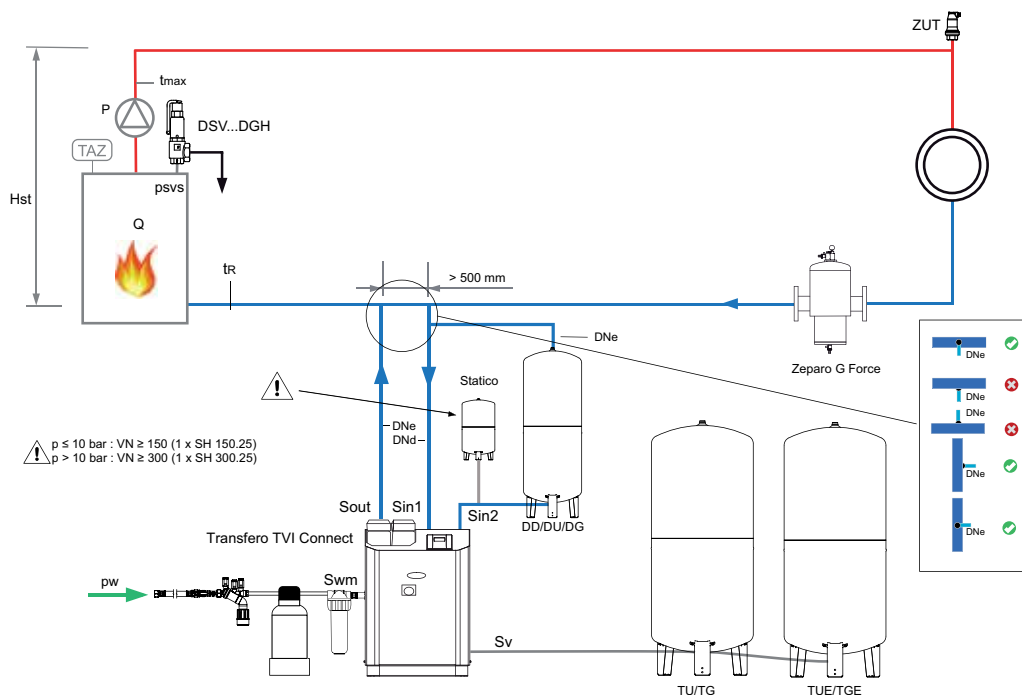 ZUT
tmax
P
DSV...DGH
TAZ
psvs
Hst
Q
tR
> 500 mm
DNe
Zeparo G Force
DNe
DNe
DNe
DNe
DNe
Statico
DNe
DNd
p ≤ 10 bar : VN ≥ 150 (1 x SH 150.25)
p > 10 bar : VN ≥ 300 (1 x SH 300.25)
Sout
Sin1
Sin2
DD/DU/DG
Transfero TVI Connect
pw
Swm
Sv
TU/TG
TUE/TGE